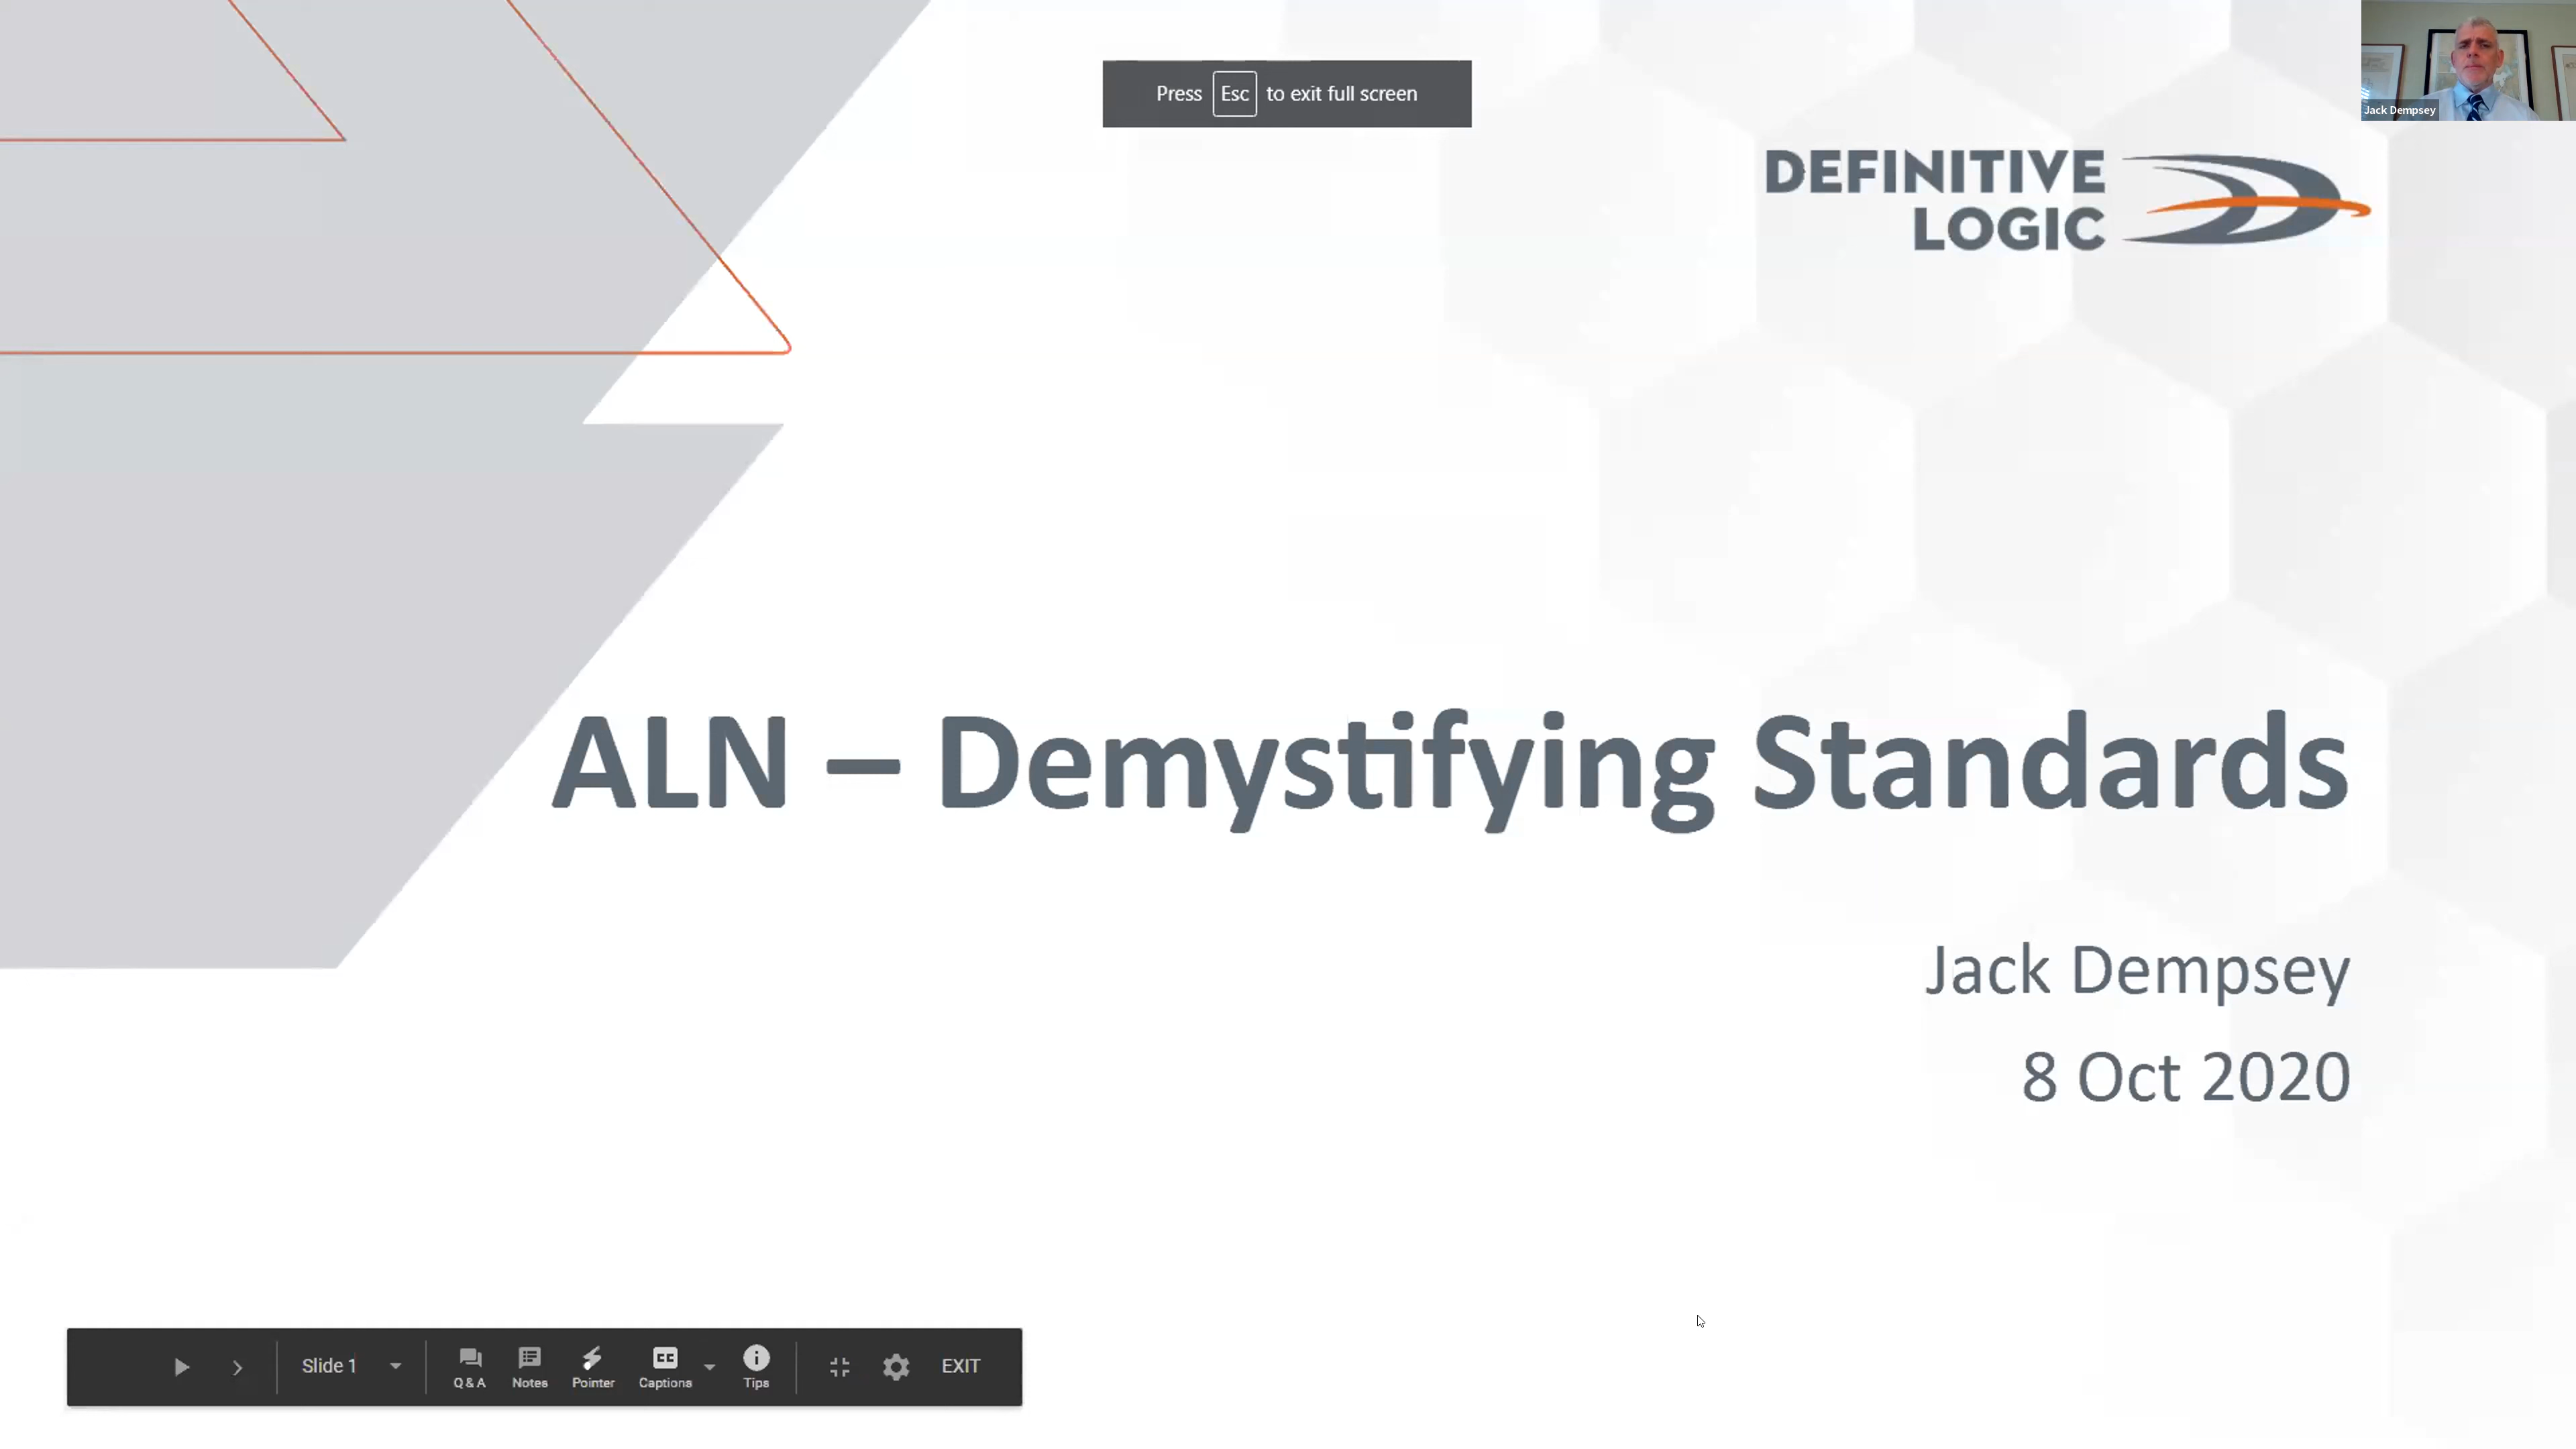 Press Esc to exit full screen
Jack Dempsey
DEFINITIVE
LOGIC
ALN – Demystifying Standards
Jack Dempsey
8 Oct 2020
Slide 1
Q & A
Notes
Pointer
CC
Captions
Tips
EXIT